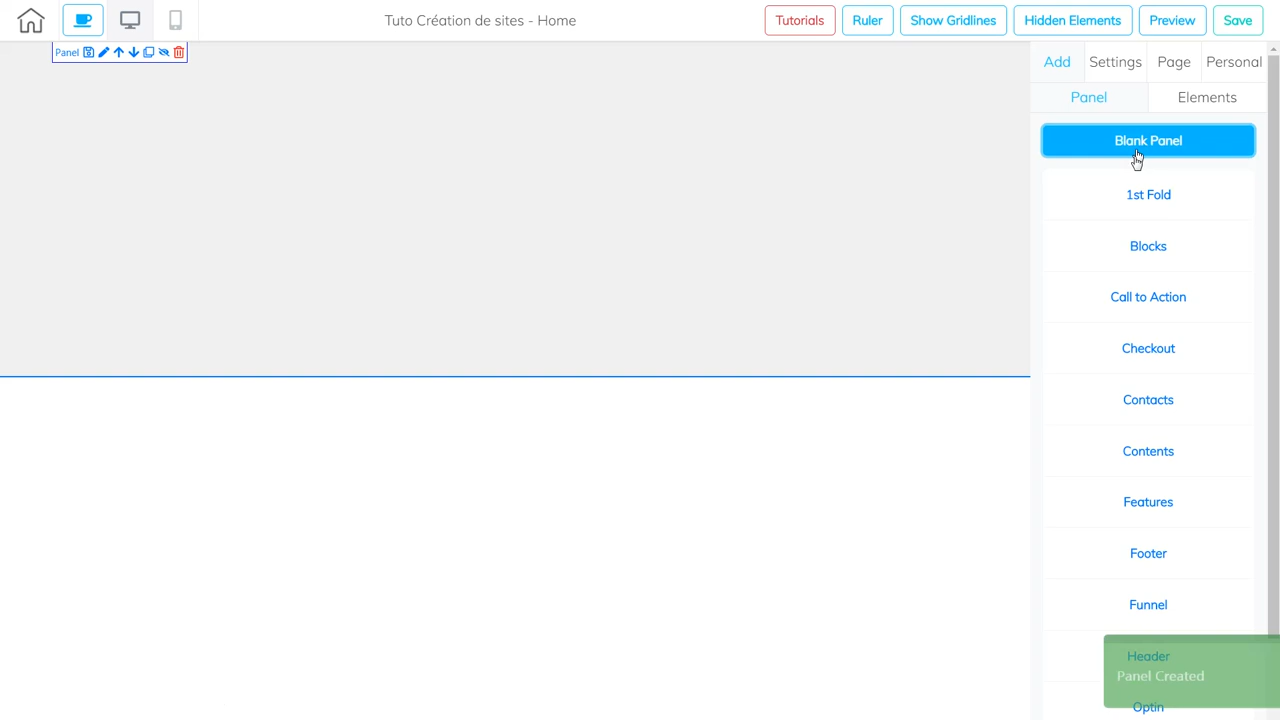 Tuto Création de sites - Home
Tutorials
Ruler
Show Gridlines
Hidden Elements
Preview
Save
Panel
Add
Settings
Page
Personal
Panel
Elements
Blank Panel
1st Fold
Blocks
Call to Action
Checkout
Contacts
Contents
Features
Footer
Funnel
Header
Panel Created
Optin